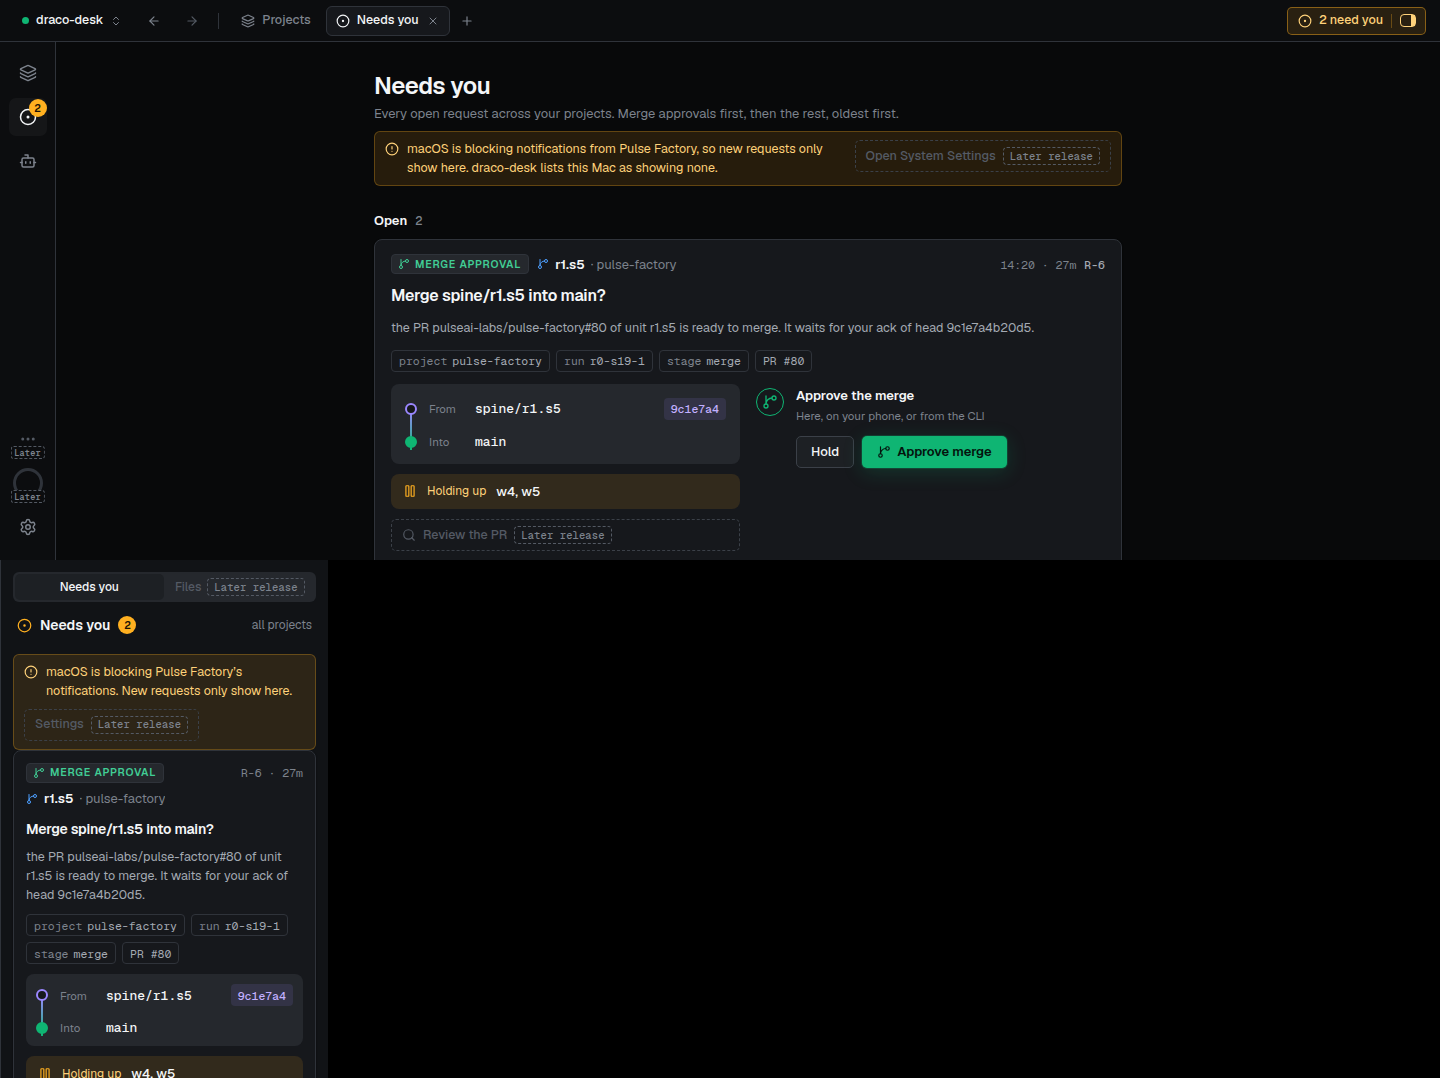 draco-desk
Projects
Needs you
2 need you
2
Needs you
Every open request across your projects. Merge approvals first, then the rest, oldest first.
macOS is blocking notifications from Pulse Factory, so new requests only
show here. draco-desk lists this Mac as showing none.
Open System Settings Later release
Open 2
MERGE APPROVAL r1.s5 · pulse-factory 14:20 · 27m R-6
Merge spine/r1.s5 into main?
the PR pulseai-labs/pulse-factory#80 of unit r1.s5 is ready to merge. It waits for your ack of head 9c1e7a4b20d5.
project pulse-factory run r0-s19-1 stage merge PR #80
From spine/r1.s5 9c1e7a4
Into main
Approve the merge
Here, on your phone, or from the CLI
Hold Approve merge
Holding up w4, w5
Review the PR Later release
Later
Later
Needs you Files Later release
Needs you 2 all projects
macOS is blocking Pulse Factory's
notifications. New requests only show here.
Settings Later release
MERGE APPROVAL R-6 · 27m
r1.s5 · pulse-factory
Merge spine/r1.s5 into main?
the PR pulseai-labs/pulse-factory#80 of unit
r1.s5 is ready to merge. It waits for your ack of
head 9c1e7a4b20d5.
project pulse-factory run r0-s19-1
stage merge PR #80
From spine/r1.s5 9c1e7a4
Into main
Holding up w4, w5